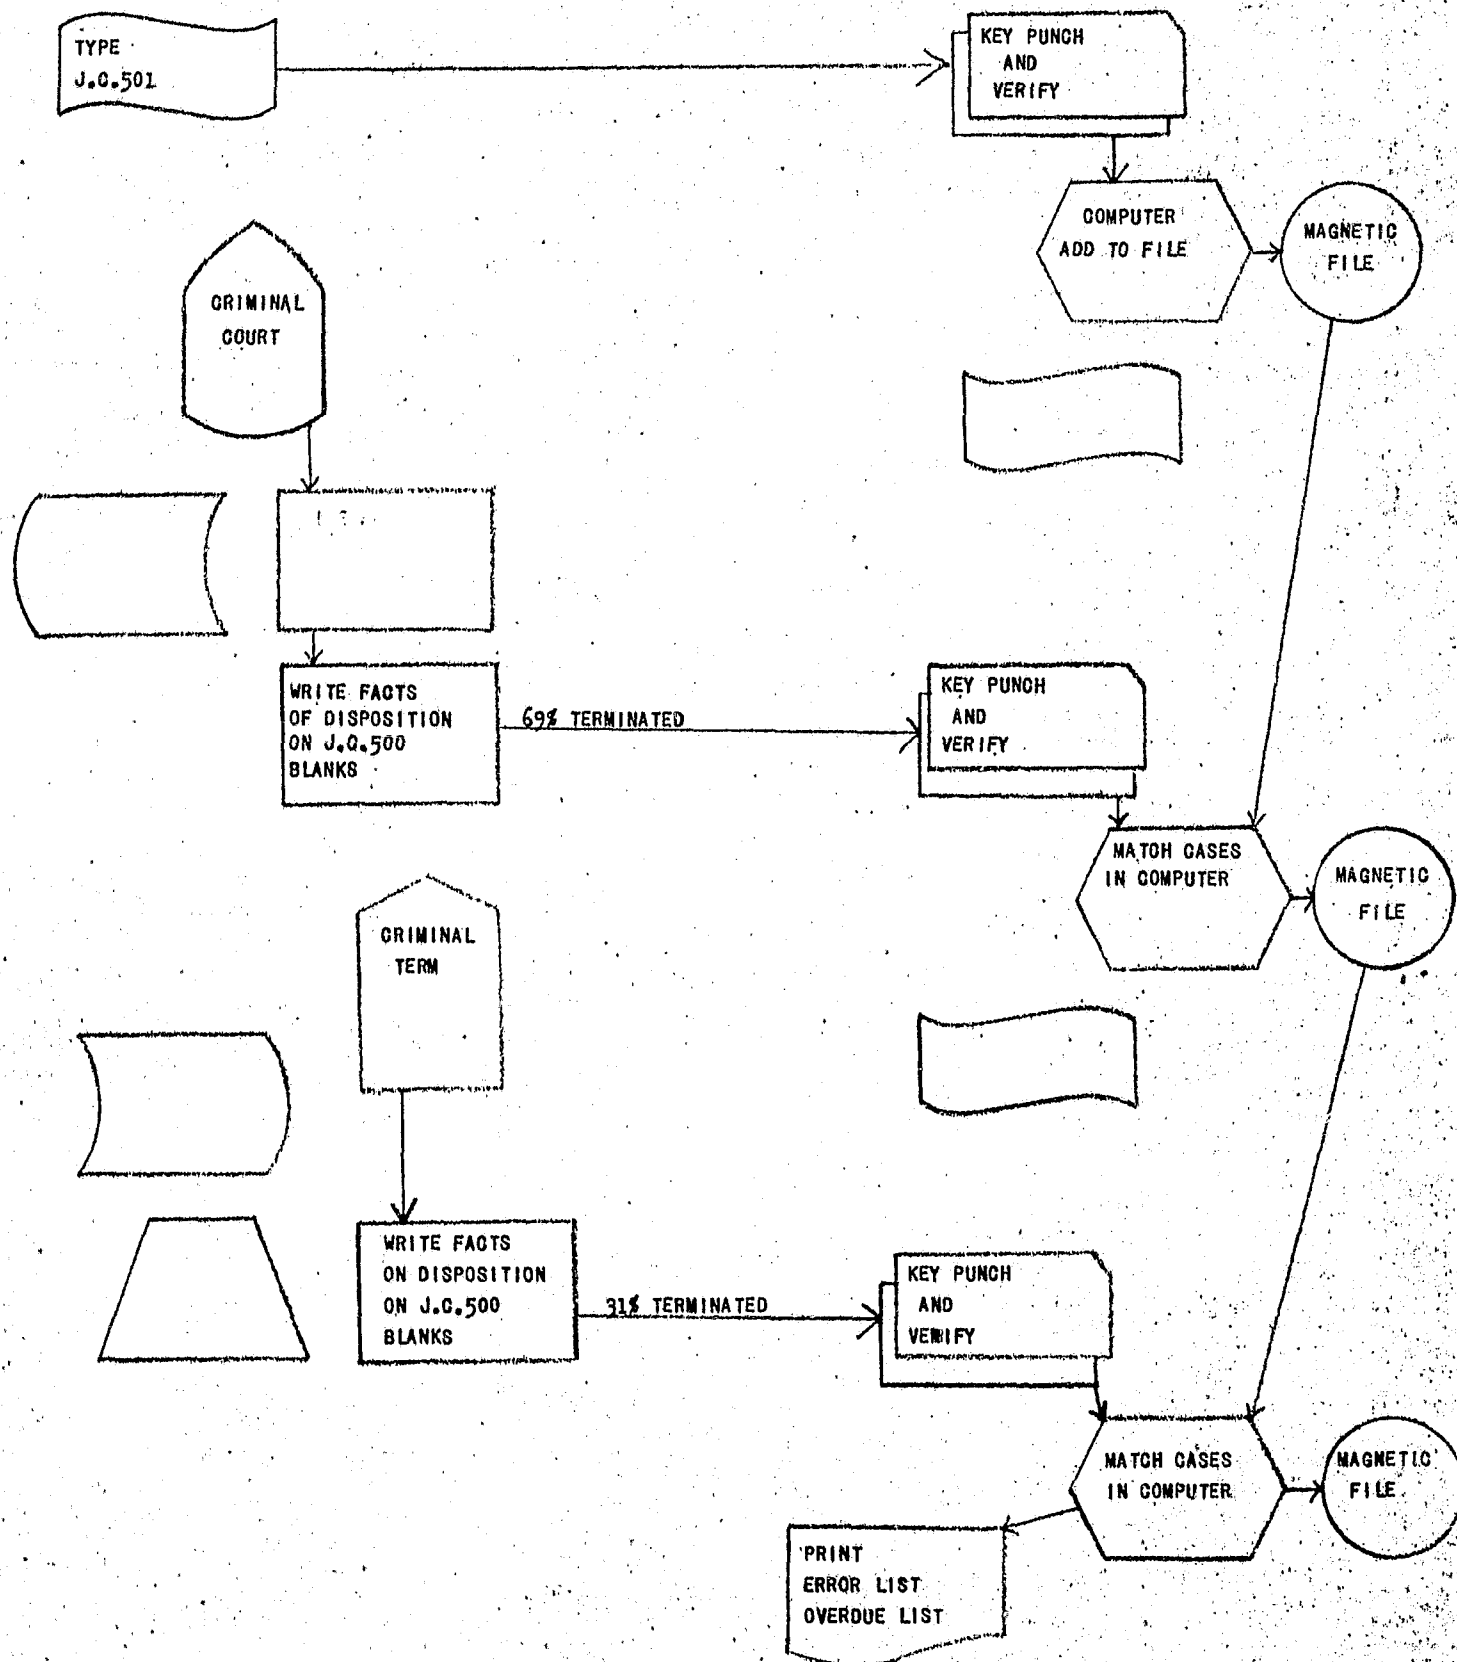 TYPE
J.C.501
KEY PUNCH
AND
VERIFY
COMPUTER
ADD TO FILE
MAGNETIC
FILE
CRIMINAL
COURT
WRITE FACTS
OF DISPOSITION
ON J.C.500
BLANKS
69% TERMINATED
KEY PUNCH
AND
VERIFY
MATCH CASES
IN COMPUTER
MAGNETIC
FILE
CRIMINAL
TERM
WRITE FACTS
ON DISPOSITION
ON J.C.500
BLANKS
31% TERMINATED
KEY PUNCH
AND
VERIFY
MATCH CASES
IN COMPUTER
MAGNETIC
FILE
PRINT
ERROR LIST
OVERDUE LIST